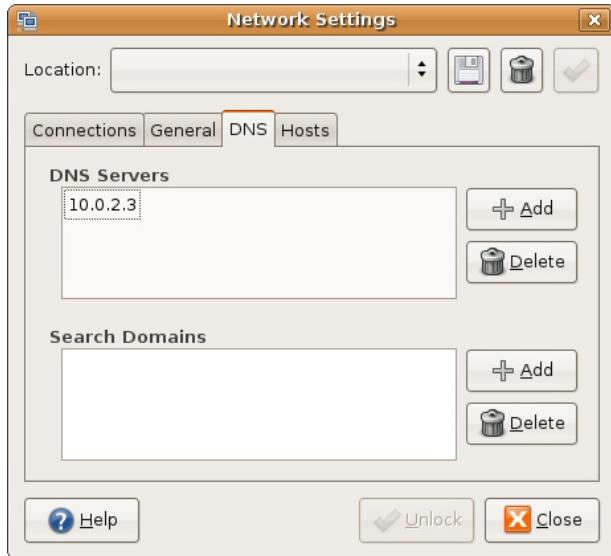 Network Settings
Location:
Connections General DNS Hosts
DNS Servers
10.0.2.3
Add
Delete
Search Domains
Add
Delete
Help Unlock Close